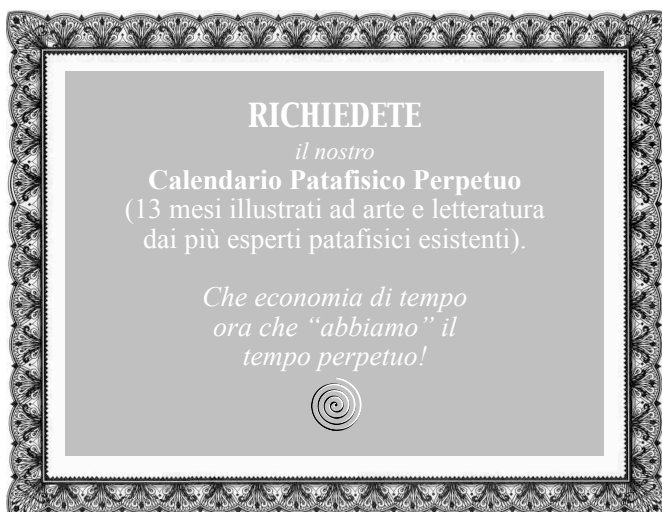 RICHIEDETE
il nostro
Calendario Patafisico Perpetuo
(13 mesi illustrati ad arte e letteratura
dai più esperti patafisici esistenti).
Che economia di tempo
ora che “abbiamo” il
tempo perpetuo!